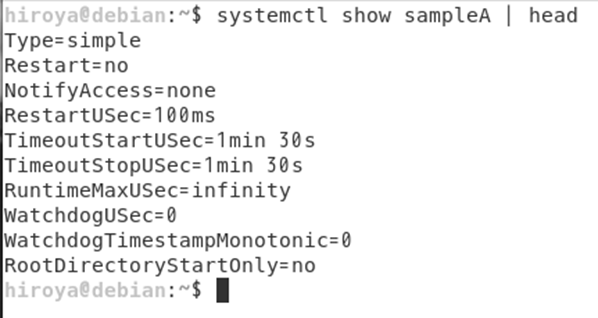 hiroya@debian:~$ systemctl show sampleA | head
Type=simple
Restart=no
NotifyAccess=none
RestartUSec=100ms
TimeoutStartUSec=1min 30s
TimeoutStopUSec=1min 30s
RuntimeMaxUSec=infinity
WatchdogUSec=0
WatchdogTimestampMonotonic=0
RootDirectoryStartOnly=no
hiroya@debian:~$